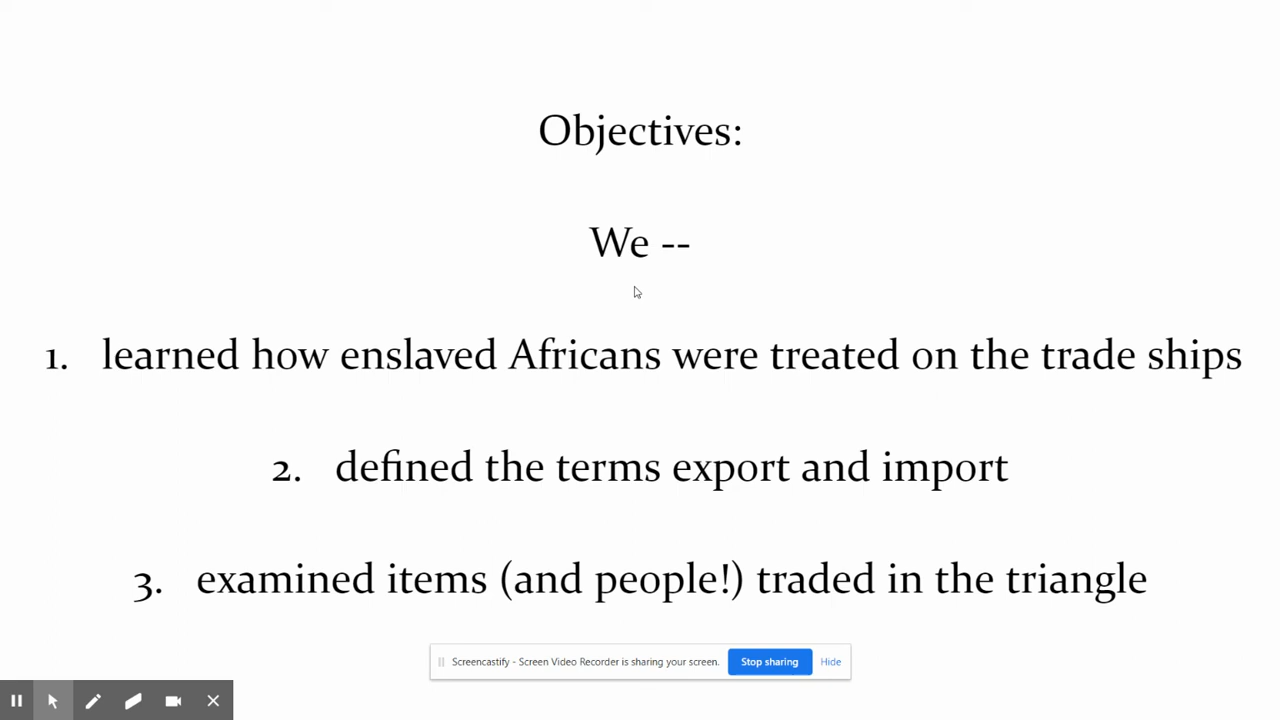 Objectives:
We --
1. learned how enslaved Africans were treated on the trade ships
2. defined the terms export and import
3. examined items (and people!) traded in the triangle
Screencastify - Screen Video Recorder is sharing your screen. Stop sharing Hide